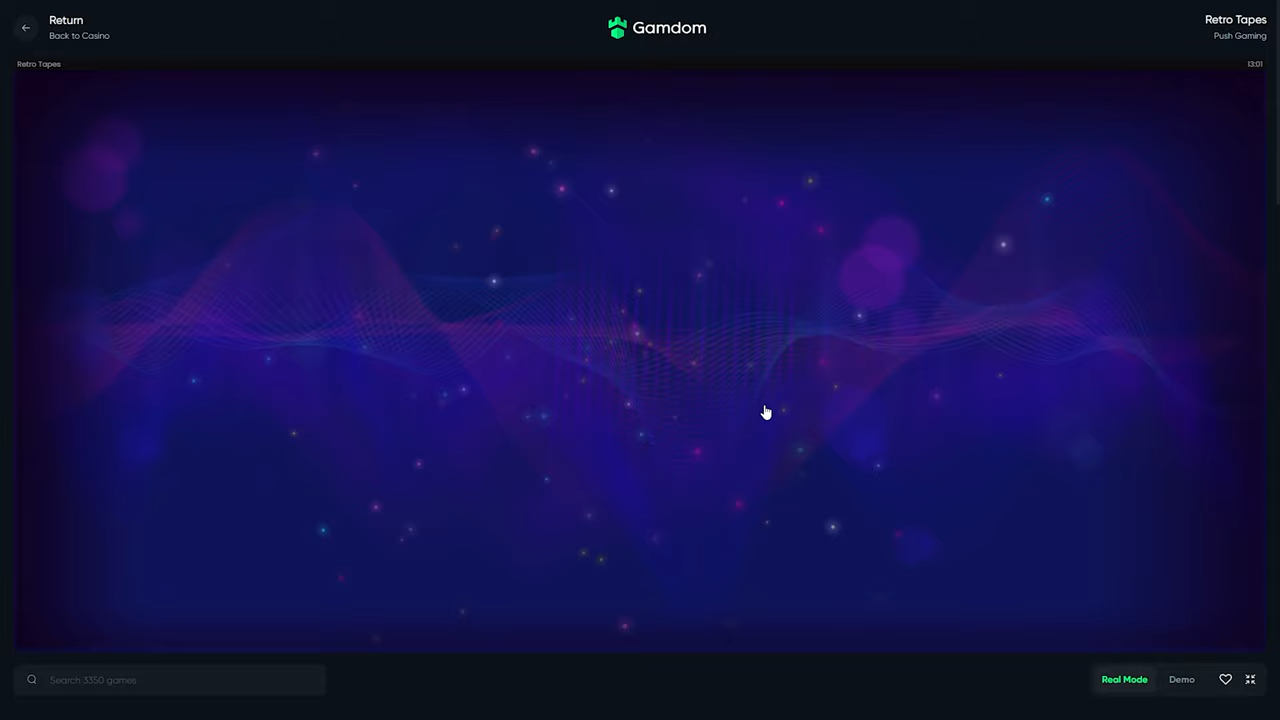 Return
Back to Casino
Gamdom
Retro Tapes
Push Gaming
Retro Tapes
13:01
Search 3350 games
Real Mode
Demo